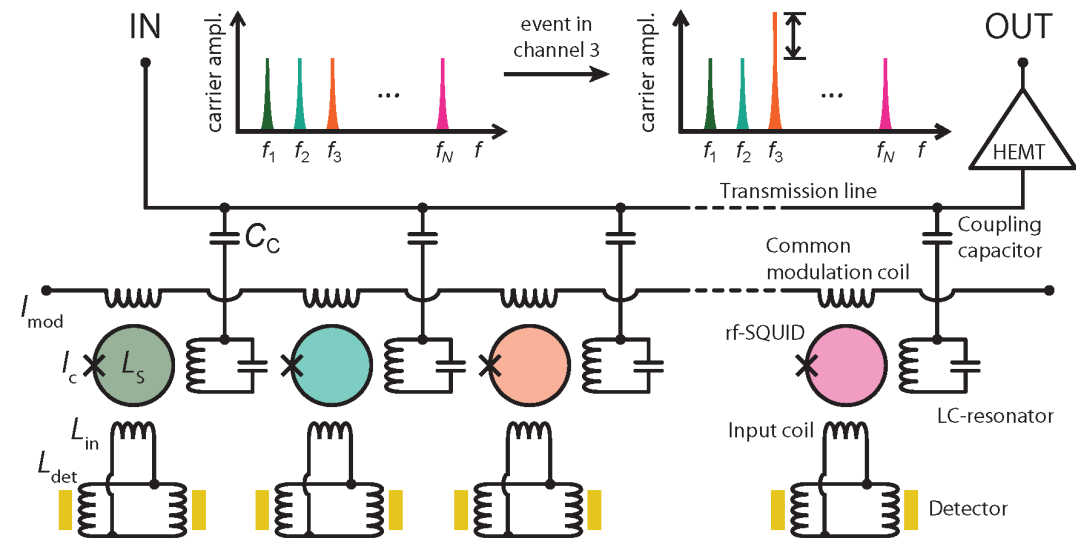 IN
carrier ampl.
f1
f2
f3
...
fN
f
event in
channel 3
carrier ampl.
f1
f2
f3
...
fN
f
OUT
HEMT
Transmission line
CC
Coupling
capacitor
Common
modulation coil
Imod
rf-SQUID
Ic
LS
LC-resonator
Lin
Input coil
Ldet
Detector